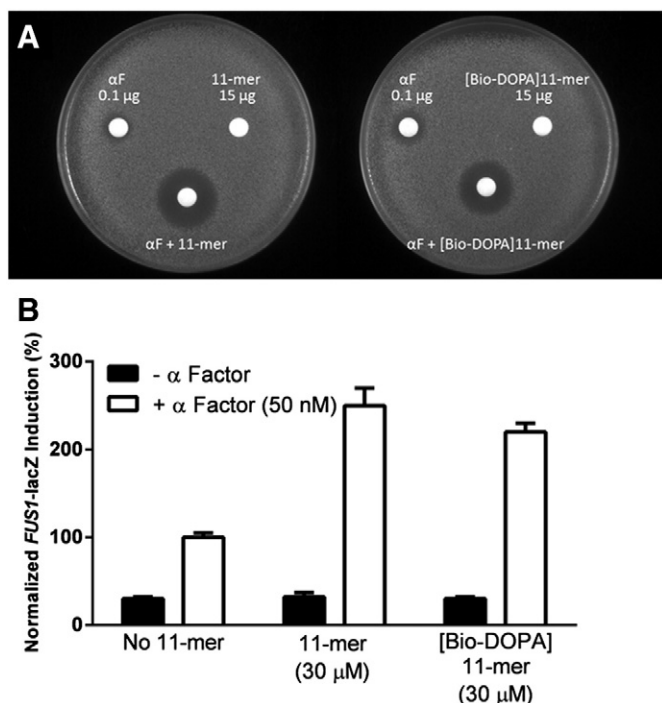 A
αF
0.1 µg
11-mer
15 µg
αF + 11-mer
αF
0.1 µg
[Bio-DOPA]11-mer
15 µg
αF + [Bio-DOPA]11-mer
B
Normalized FUS1-lacZ Induction (%)
300
200
100
0
- α Factor
+ α Factor (50 nM)
No 11-mer
11-mer
(30 µM)
[Bio-DOPA]
11-mer
(30 µM)